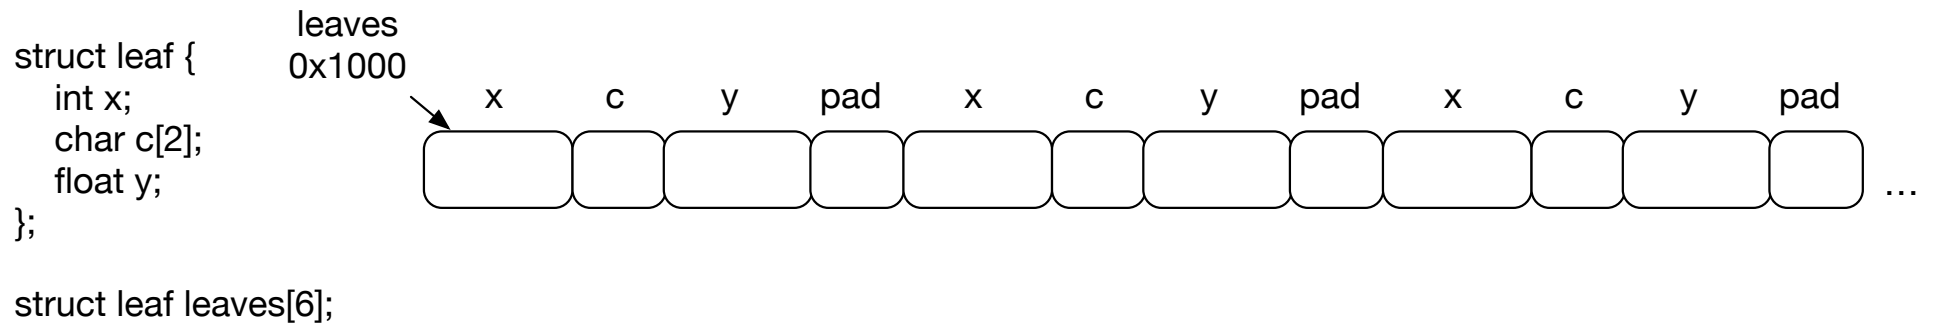 struct leaf {
int x;
char c[2];
float y;
};
struct leaf leaves[6];
leaves
0x1000
x c y pad x c y pad x c y pad
...